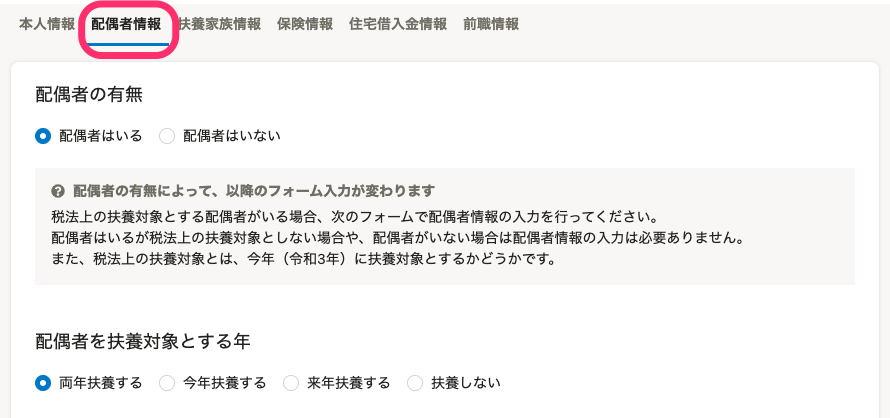 本人情報 配偶者情報 扶養家族情報 保険情報 住宅借入金情報 前職情報
配偶者の有無
配偶者はいる 配偶者はいない
配偶者の有無によって、以降のフォーム入力が変わります
税法上の扶養対象とする配偶者がいる場合、次のフォームで配偶者情報の入力を行ってください。
配偶者はいるが税法上の扶養対象としない場合や、配偶者がいない場合は配偶者情報の入力は必要ありません。
また、税法上の扶養対象とは、今年（令和3年）に扶養対象とするかどうかです。
配偶者を扶養対象とする年
両年扶養する 今年扶養する 来年扶養する 扶養しない